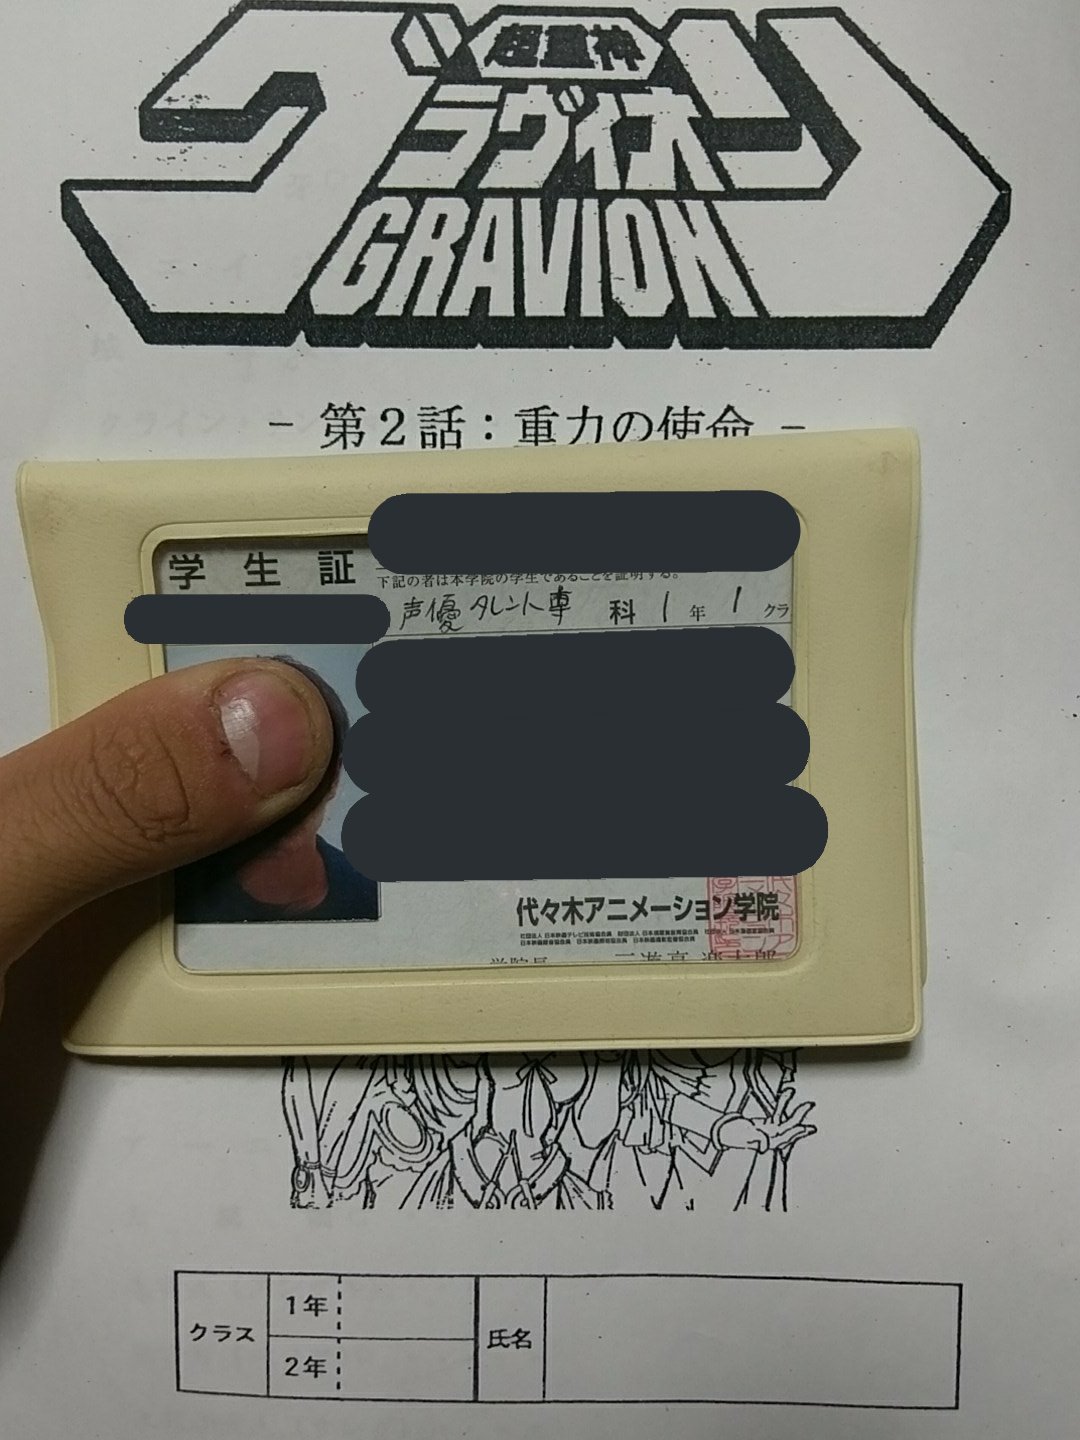 超重神
グラヴィオン
GRAVION
- 第2話：重力の使命 -
学生証
下記の者は本学院の学生であることを証明する。
声優タレント専 科 1 年 1 クラ
代々木アニメーション学院
クラス
1年
2年
氏名